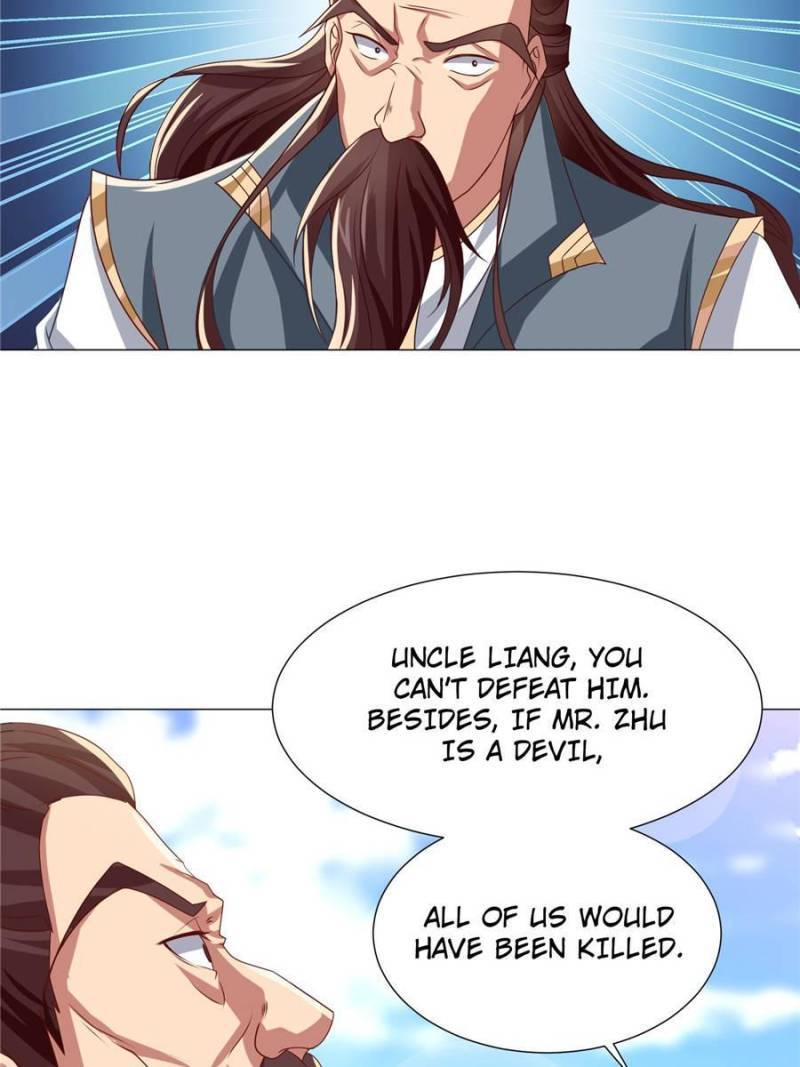 UNCLE LIANG, YOU
CAN'T DEFEAT HIM.
BESIDES, IF MR. ZHU
IS A DEVIL,
ALL OF US WOULD
HAVE BEEN KILLED.